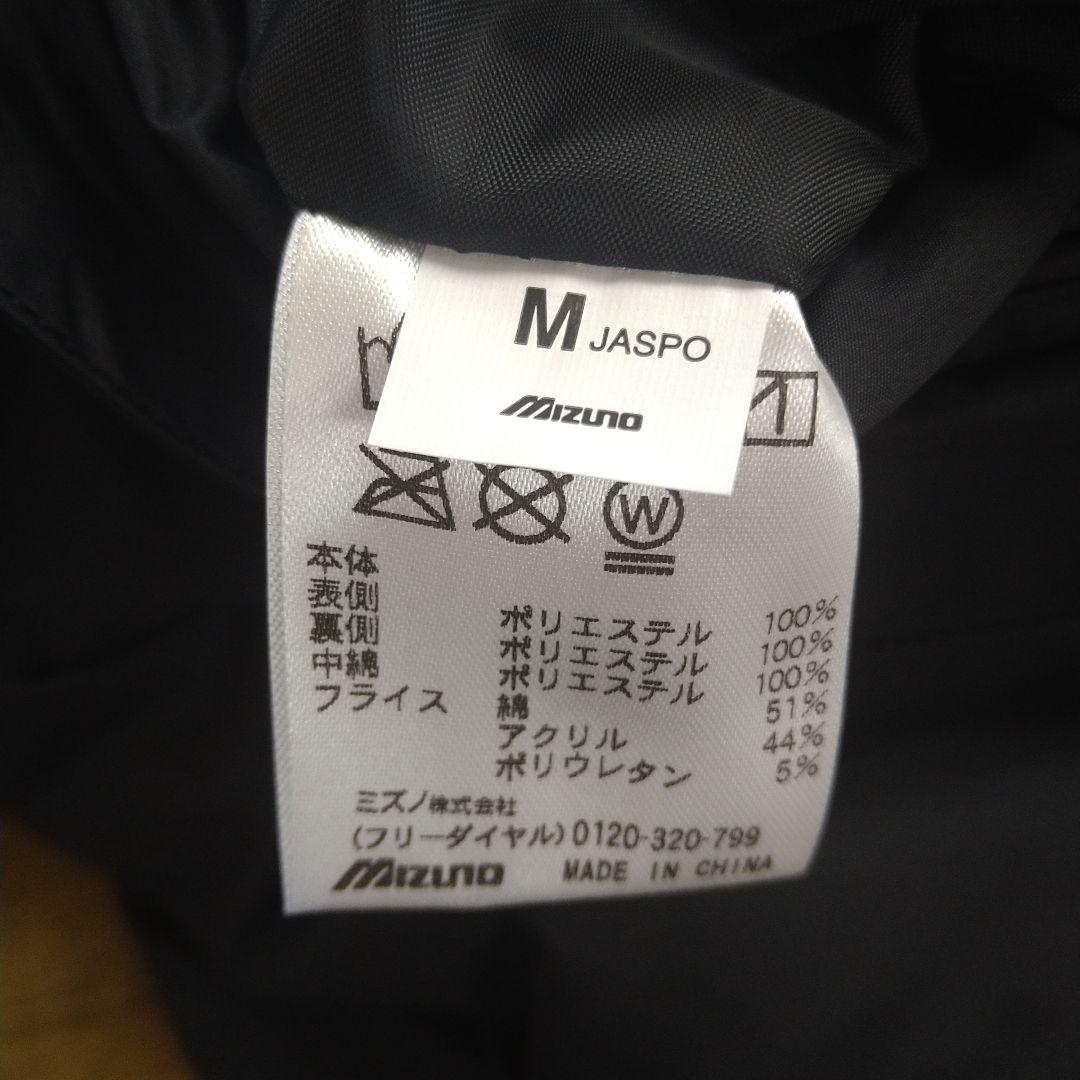 M JASPO
MIZUNO
W
本体
表側 ポリエステル 100%
裏側 ポリエステル 100%
中綿 ポリエステル 100%
フライス 綿 51%
アクリル 44%
ポリウレタン 5%
ミズノ株式会社
(フリーダイヤル)0120-320-799
MIZUNO MADE IN CHINA